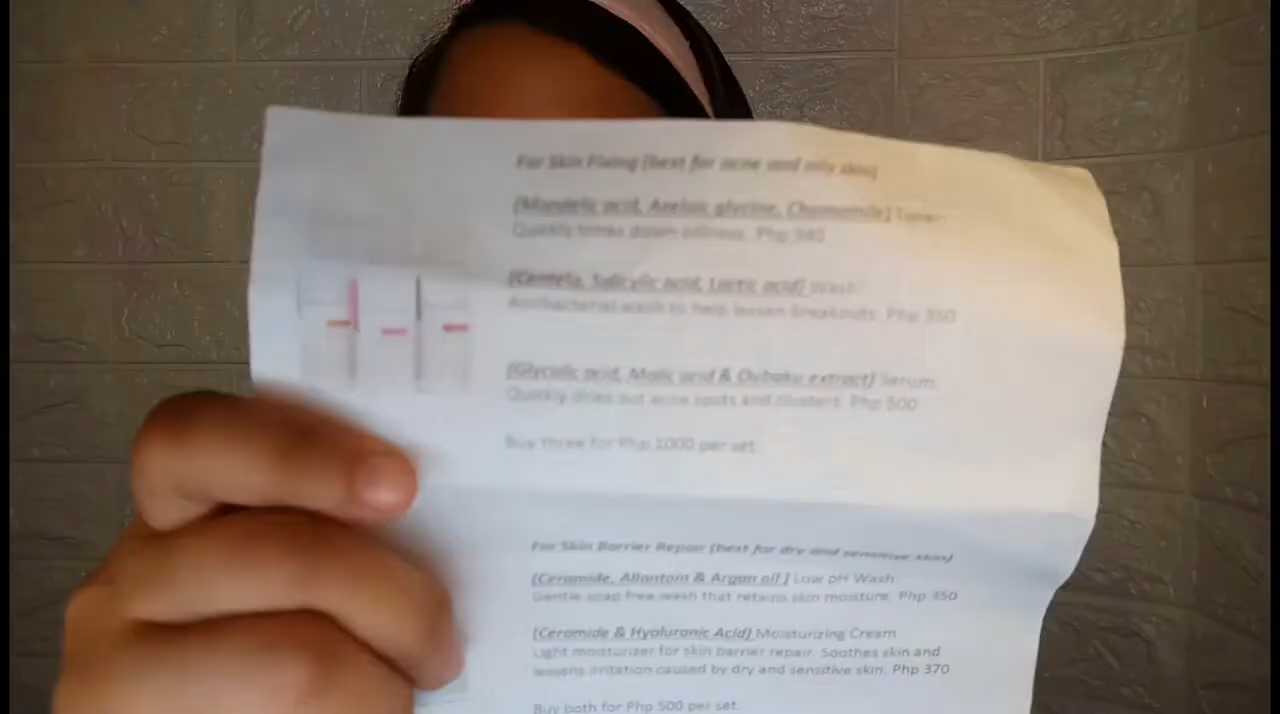 For Skin Fixing (best for acne and oily skin)
(Mandelic acid, Azelaic glycine, Chamomile) Toner
Quickly tones down oiliness. Php 340
(Centela, Salicylic acid, Lactic acid) Wash
Antibacterial wash to help lessen breakouts. Php 350
(Glycolic acid, Malic acid & Oubaku extract) Serum
Quickly dries out acne spots and clusters. Php 500
Buy three for Php 1000 per set.
For Skin Barrier Repair (best for dry and sensitive skin)
(Ceramide, Allantoin & Argan oil ) Low pH Wash
Gentle soap free wash that retains skin moisture. Php 350
(Ceramide & Hyaluronic Acid) Moisturizing Cream
Light moisturizer for skin barrier repair. Soothes skin and
lessens irritation caused by dry and sensitive skin. Php 370
Buy both for Php 500 per set.